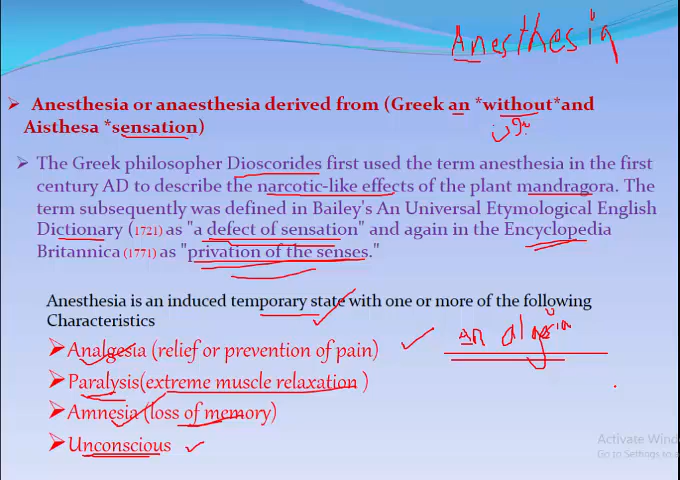 Anesthesia
Anesthesia or anaesthesia derived from (Greek an *without*and
Aisthesa *sensation)
The Greek philosopher Dioscorides first used the term anesthesia in the first
century AD to describe the narcotic-like effects of the plant mandragora. The
term subsequently was defined in Bailey's An Universal Etymological English
Dictionary (1721) as "a defect of sensation" and again in the Encyclopedia
Britannica (1771) as "privation of the senses."
Anesthesia is an induced temporary state with one or more of the following
Characteristics
Analgesia (relief or prevention of pain)
an algesia
Paralysis(extreme muscle relaxation )
Amnesia (loss of memory)
Unconscious
Activate Wind
Go to Settings to a